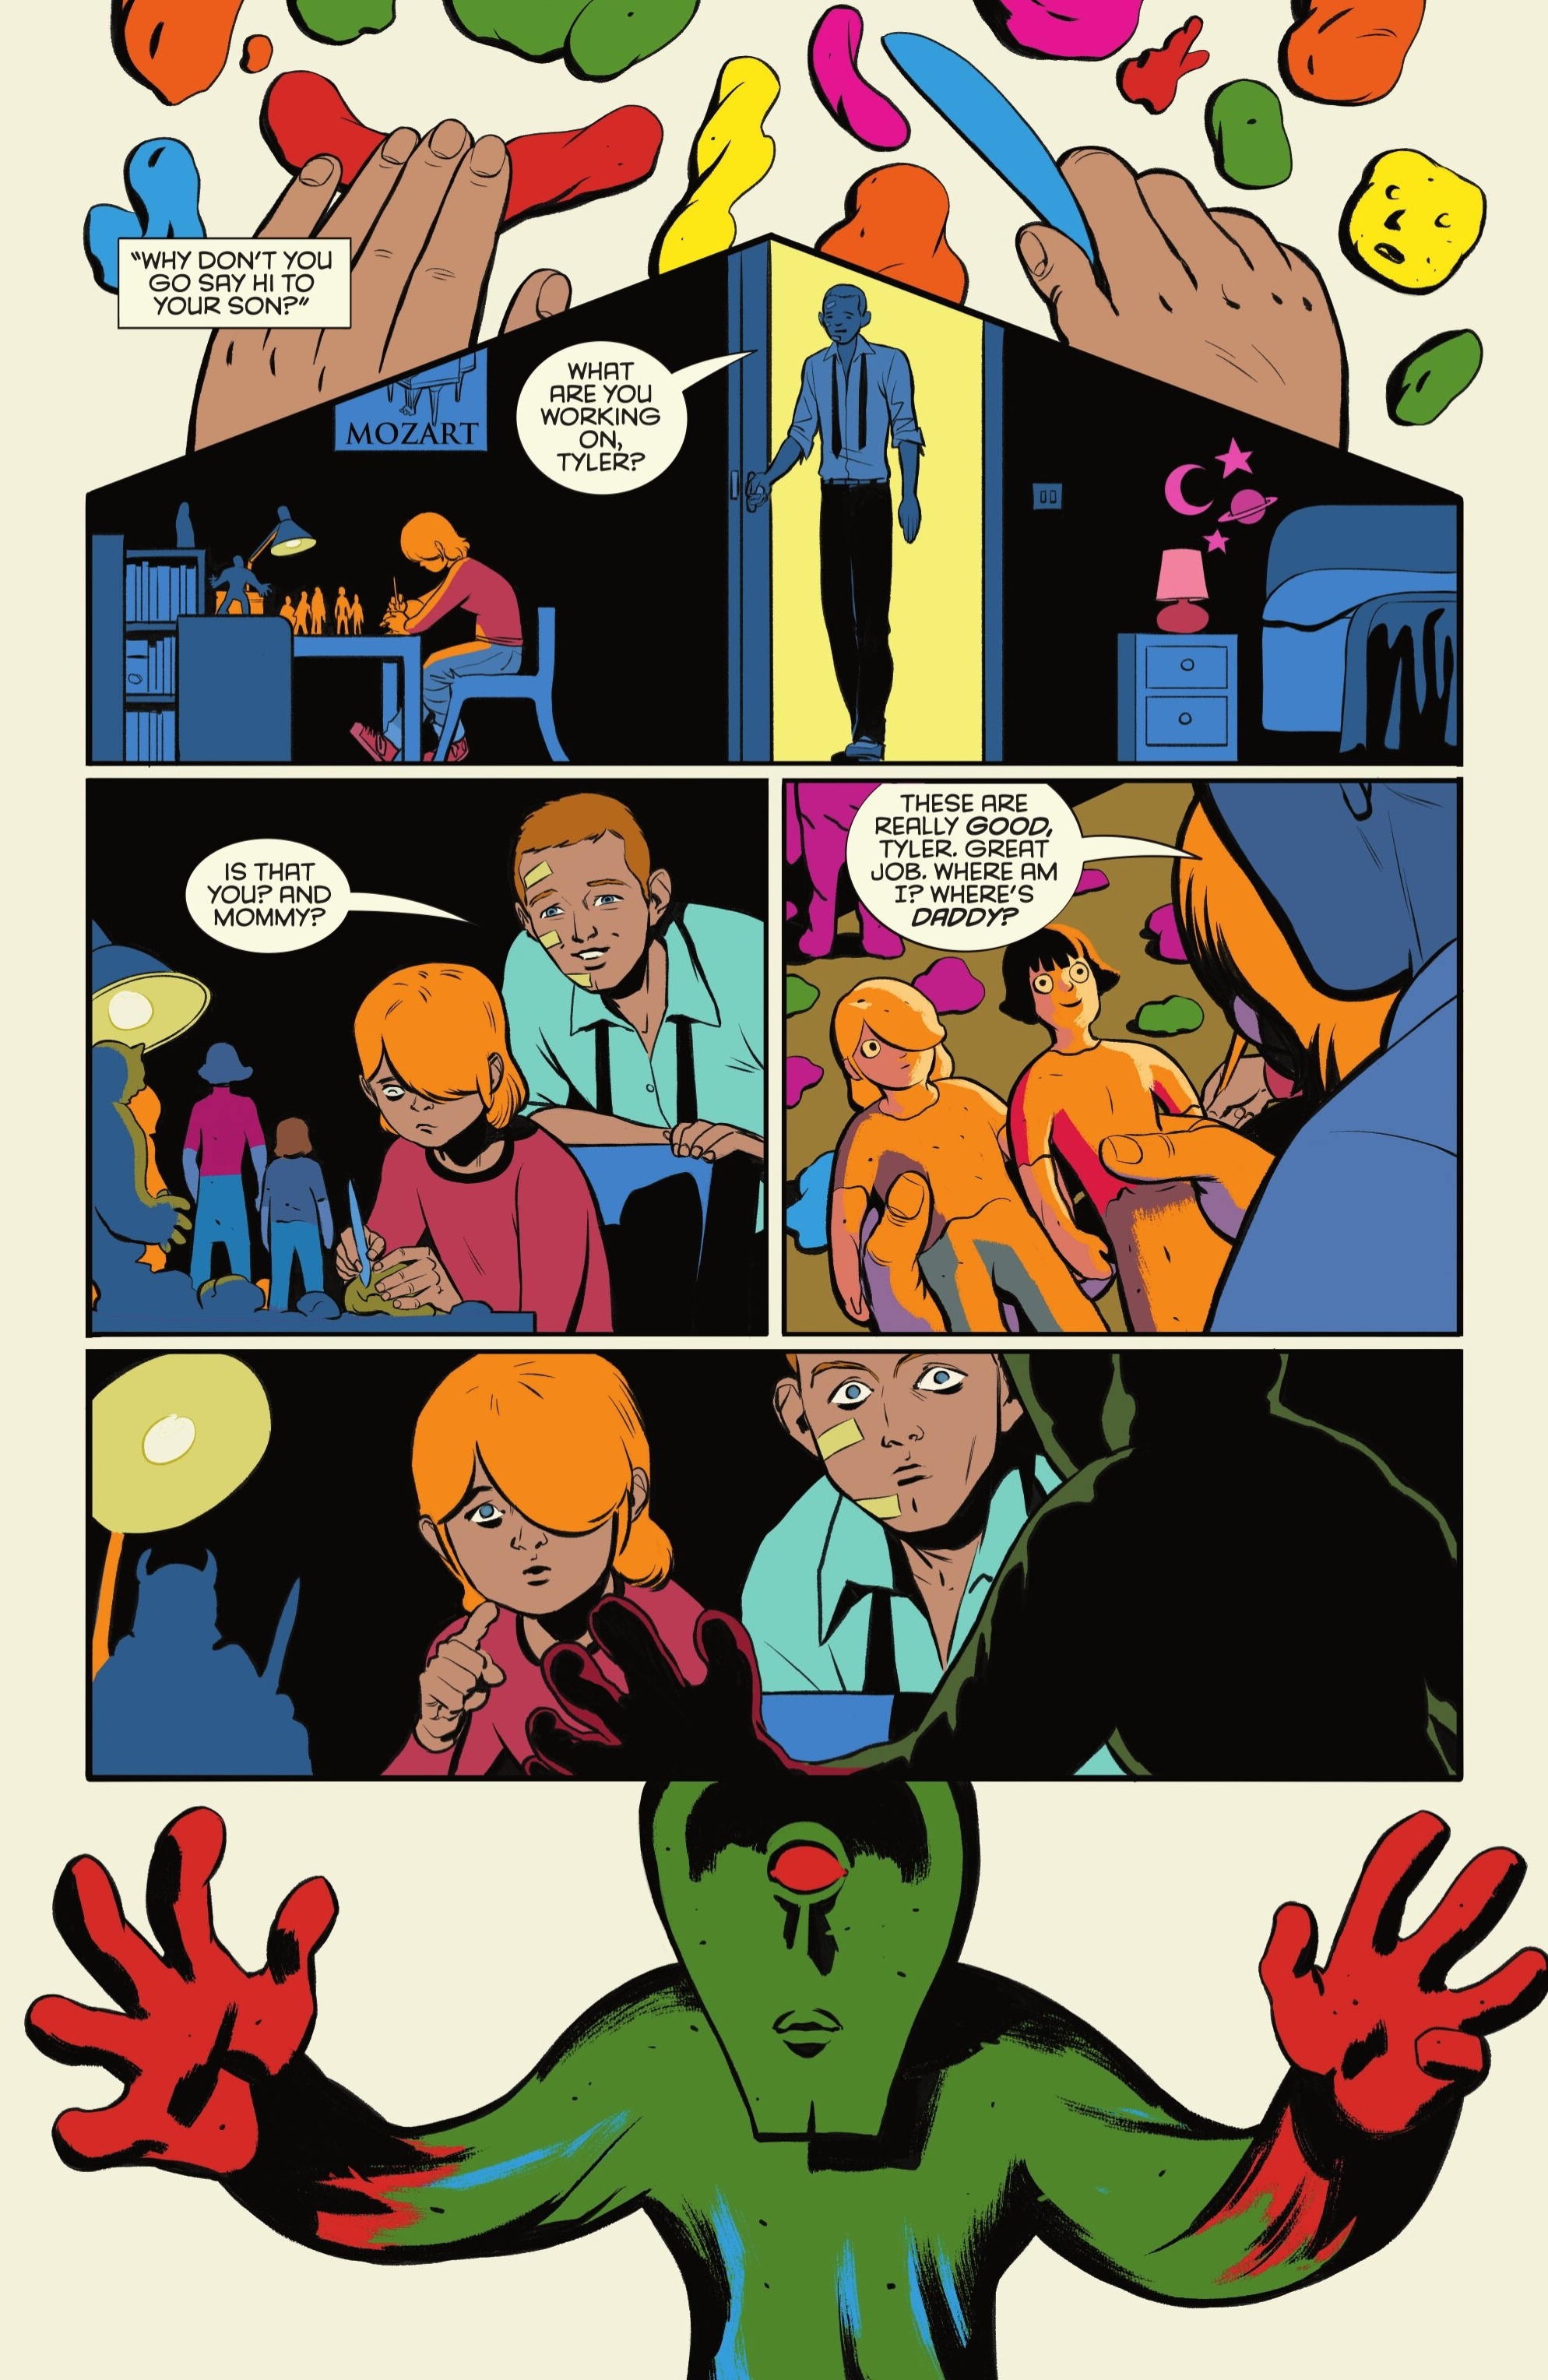 "WHY DON'T YOU
GO SAY HI TO
YOUR SON?"
MOZART
WHAT
ARE YOU
WORKING
ON,
TYLER?
IS THAT
YOU? AND
MOMMY?
THESE ARE
REALLY GOOD,
TYLER. GREAT
JOB. WHERE AM
I? WHERE'S
DADDY?